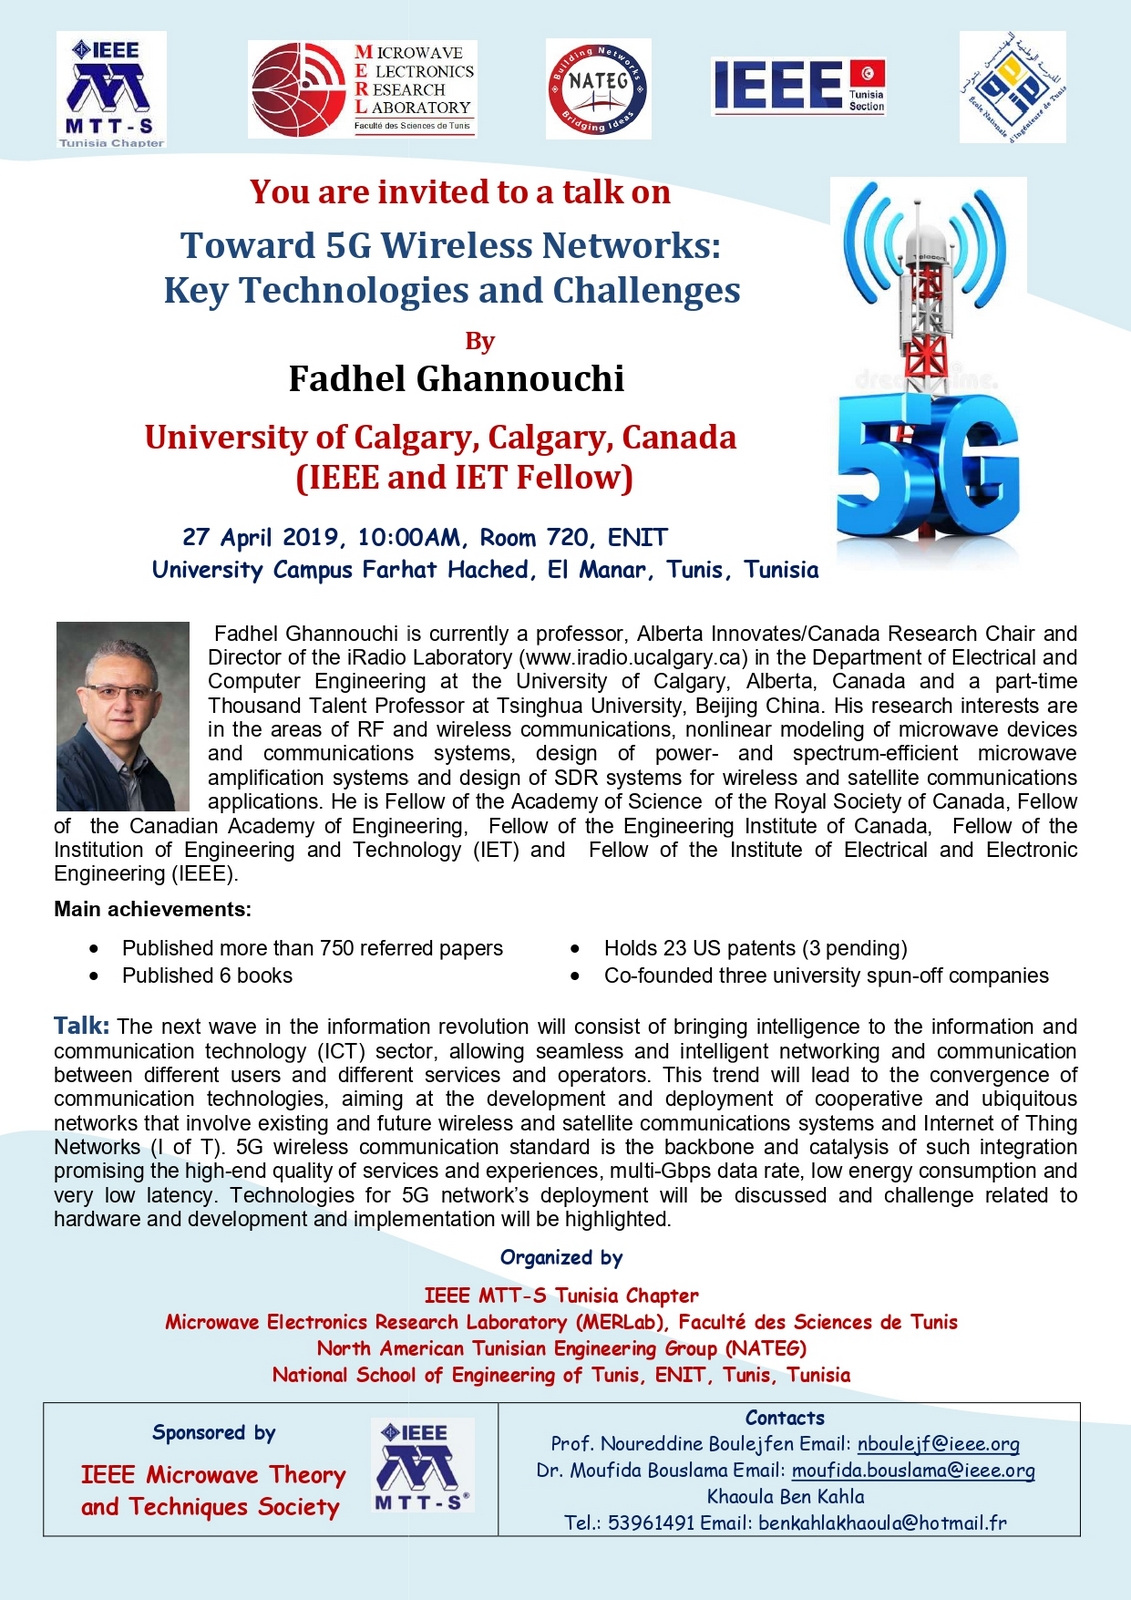 IEEE
MTT-S
Tunisia Chapter
MICROWAVE
ELECTRONICS
RESEARCH
LABORATORY
Faculté des Sciences de Tunis
Building Networks
NATEG
Bridging Ideas
IEEE
Tunisia
Section
المدرسة الوطنية للمهندسين بتونس
École Nationale d'Ingénieurs de Tunis
You are invited to a talk on
Toward 5G Wireless Networks:
Key Technologies and Challenges
By
Fadhel Ghannouchi
University of Calgary, Calgary, Canada
(IEEE and IET Fellow)
27 April 2019, 10:00AM, Room 720, ENIT
University Campus Farhat Hached, El Manar, Tunis, Tunisia
Telecom
5G
Fadhel Ghannouchi is currently a professor, Alberta Innovates/Canada Research Chair and
Director of the iRadio Laboratory (www.iradio.ucalgary.ca) in the Department of Electrical and
Computer Engineering at the University of Calgary, Alberta, Canada and a part-time
Thousand Talent Professor at Tsinghua University, Beijing China. His research interests are
in the areas of RF and wireless communications, nonlinear modeling of microwave devices
and communications systems, design of power- and spectrum-efficient microwave
amplification systems and design of SDR systems for wireless and satellite communications
applications. He is Fellow of the Academy of Science of the Royal Society of Canada, Fellow
of the Canadian Academy of Engineering, Fellow of the Engineering Institute of Canada, Fellow of the
Institution of Engineering and Technology (IET) and Fellow of the Institute of Electrical and Electronic
Engineering (IEEE).
Main achievements:
• Published more than 750 referred papers
• Published 6 books
• Holds 23 US patents (3 pending)
• Co-founded three university spun-off companies
Talk: The next wave in the information revolution will consist of bringing intelligence to the information and
communication technology (ICT) sector, allowing seamless and intelligent networking and communication
between different users and different services and operators. This trend will lead to the convergence of
communication technologies, aiming at the development and deployment of cooperative and ubiquitous
networks that involve existing and future wireless and satellite communications systems and Internet of Thing
Networks (I of T). 5G wireless communication standard is the backbone and catalysis of such integration
promising the high-end quality of services and experiences, multi-Gbps data rate, low energy consumption and
very low latency. Technologies for 5G network's deployment will be discussed and challenge related to
hardware and development and implementation will be highlighted.
Organized by
IEEE MTT-S Tunisia Chapter
Microwave Electronics Research Laboratory (MERLab), Faculté des Sciences de Tunis
North American Tunisian Engineering Group (NATEG)
National School of Engineering of Tunis, ENIT, Tunis, Tunisia
Sponsored by
IEEE Microwave Theory
and Techniques Society
IEEE
MTT-S®
Contacts
Prof. Noureddine Boulejfen Email: nboulejf@ieee.org
Dr. Moufida Bouslama Email: moufida.bouslama@ieee.org
Khaoula Ben Kahla
Tel.: 53961491 Email: benkahlakhaoula@hotmail.fr